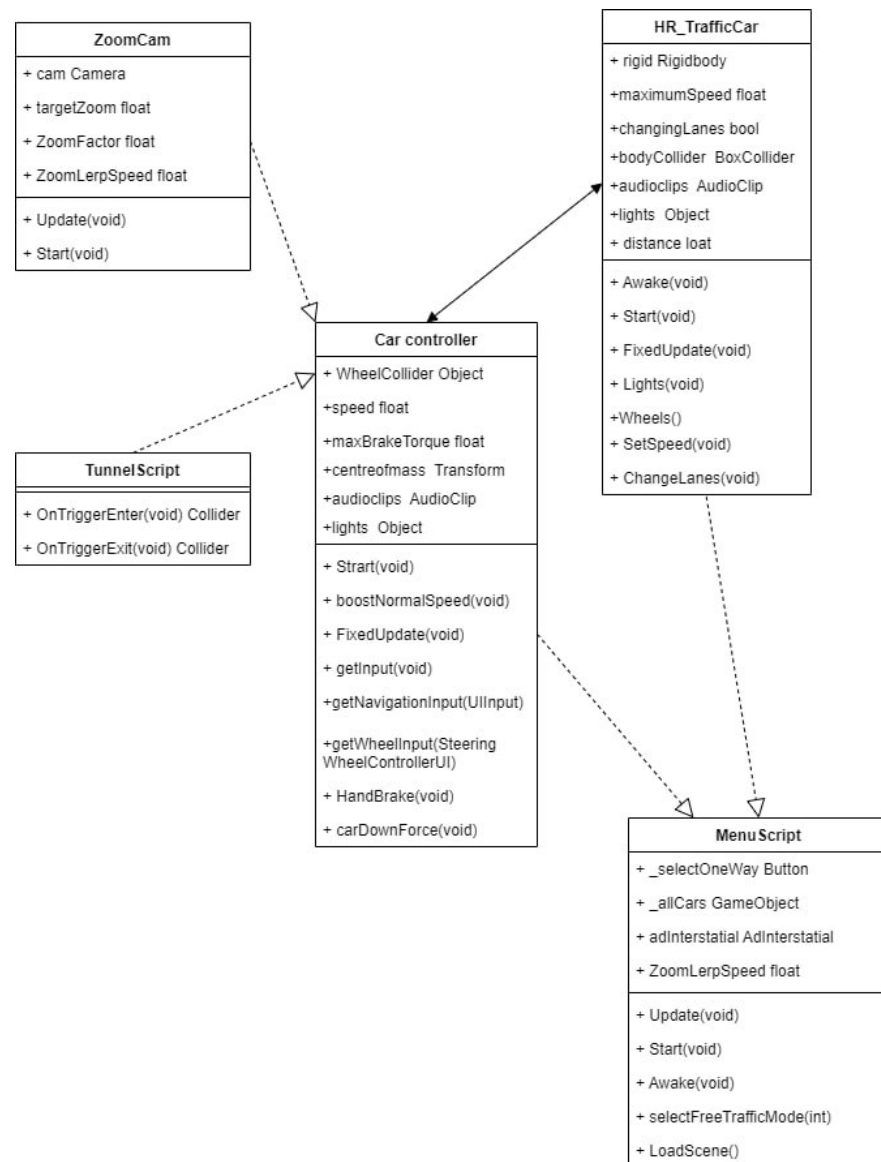 ZoomCam
+ cam Camera
+ targetZoom float
+ ZoomFactor float
+ ZoomLerpSpeed float
+ Update(void)
+ Start(void)
HR_TrafficCar
+ rigid Rigidbody
+maximumSpeed float
+changingLanes bool
+bodyCollider BoxCollider
+audioclips AudioClip
+lights Object
+ distance loat
+ Awake(void)
+ Start(void)
+ FixedUpdate(void)
+ Lights(void)
+Wheels()
+ SetSpeed(void)
+ ChangeLanes(void)
Car controller
+ WheelCollider Object
+speed float
+maxBrakeTorque float
+centreofmass Transform
+audioclips AudioClip
+lights Object
+ Strart(void)
+ boostNormalSpeed(void)
+ FixedUpdate(void)
+ getInput(void)
+getNavigationInput(UIInput)
+getWheelInput(Steering
WheelControllerUI)
+ HandBrake(void)
+ carDownForce(void)
TunnelScript
+ OnTriggerEnter(void) Collider
+ OnTriggerExit(void) Collider
MenuScript
+ _selectOneWay Button
+ _allCars GameObject
+ adInterstatial AdInterstatial
+ ZoomLerpSpeed float
+ Update(void)
+ Start(void)
+ Awake(void)
+ selectFreeTrafficMode(int)
+ LoadScene()